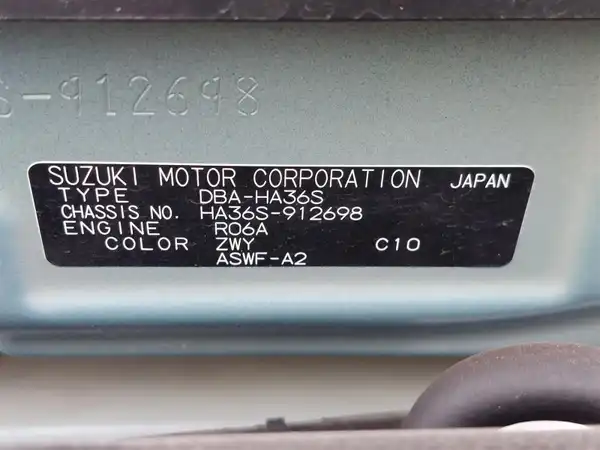 S-912698
SUZUKI MOTOR CORPORATION JAPAN
TYPE DBA-HA36S
CHASSIS NO. HA36S-912698
ENGINE R06A
COLOR ZWY C10
ASWF-A2